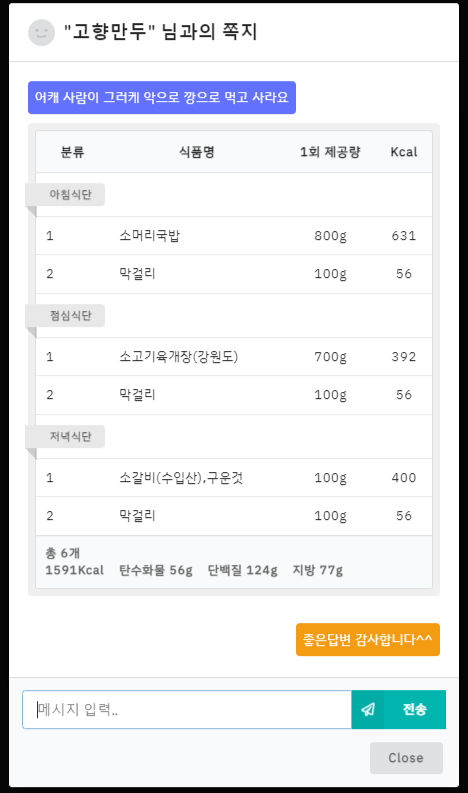 "고향만두" 님과의 쪽지
어캐 사람이 그러케 악으로 깡으로 먹고 사라요
분류 식품명 1회 제공량 Kcal
아침식단
1 소머리국밥 800g 631
2 막걸리 100g 56
점심식단
1 소고기육개장(강원도) 700g 392
2 막걸리 100g 56
저녁식단
1 소갈비(수입산),구운것 100g 400
2 막걸리 100g 56
총 6개
1591Kcal 탄수화물 56g 단백질 124g 지방 77g
좋은답변 감사합니다^^
메시지 입력.. 전송
Close